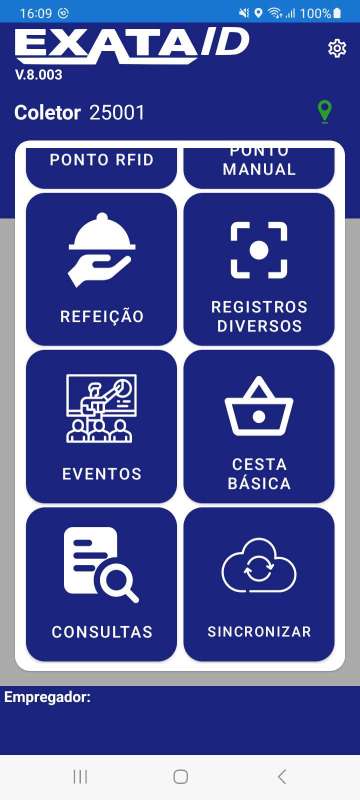 16:09
100%
EXATAID
V.8.003
Coletor 25001
PONTO RFID
PONTO
MANUAL
REFEIÇÃO
REGISTROS
DIVERSOS
EVENTOS
CESTA
BÁSICA
CONSULTAS
SINCRONIZAR
Empregador: